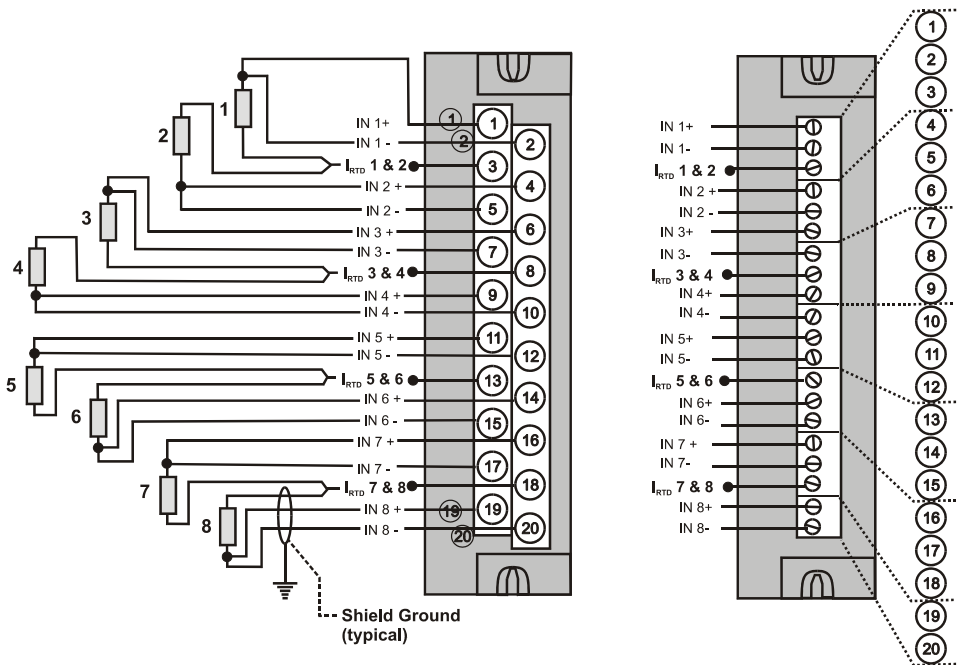 1
IN 1+
1
1
2
IN 1 -
2
2
I RTD 1 & 2
3
IN 2 +
4
IN 2 -
5
3
IN 3 +
6
IN 3 -
7
4
I RTD 3 & 4
8
IN 4 +
9
IN 4 -
10
IN 5 +
11
IN 5 -
12
5
I RTD 5 & 6
13
6
IN 6 +
14
IN 6 -
15
IN 7 +
16
IN 7 -
17
7
I RTD 7 & 8
18
8
IN 8 +
19
19
IN 8 -
20
20
Shield Ground
(typical)
IN 1+
IN 1-
I RTD 1 & 2
IN 2 +
IN 2 -
IN 3+
IN 3-
I RTD 3 & 4
IN 4+
IN 4-
IN 5+
IN 5-
I RTD 5 & 6
IN 6+
IN 6-
IN 7 +
IN 7-
I RTD 7 & 8
IN 8+
IN 8-
1
2
3
4
5
6
7
8
9
10
11
12
13
14
15
16
17
18
19
20